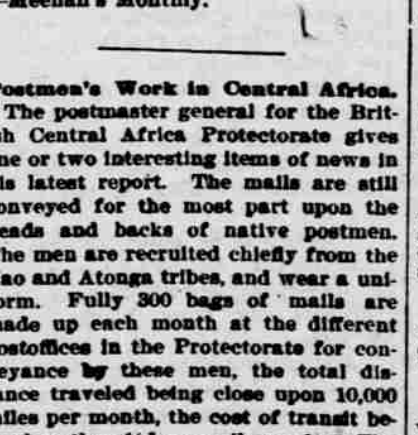 -Meehan's Monthly.
ostmen's Work in Central Africa.
The postmaster general for the Brit-
sh Central Africa Protectorate gives
ne or two interesting items of news in
is latest report. The mails are still
onveyed for the most part upon the
eads and backs of native postmen.
he men are recruited chiefly from the
ao and Atonga tribes, and wear a uni-
orm. Fully 300 bags of mails are
ade up each month at the different
ostoffices in the Protectorate for con-
eyance by these men, the total dis-
ance traveled being close upon 10,000
iles per month, the cost of transit be-